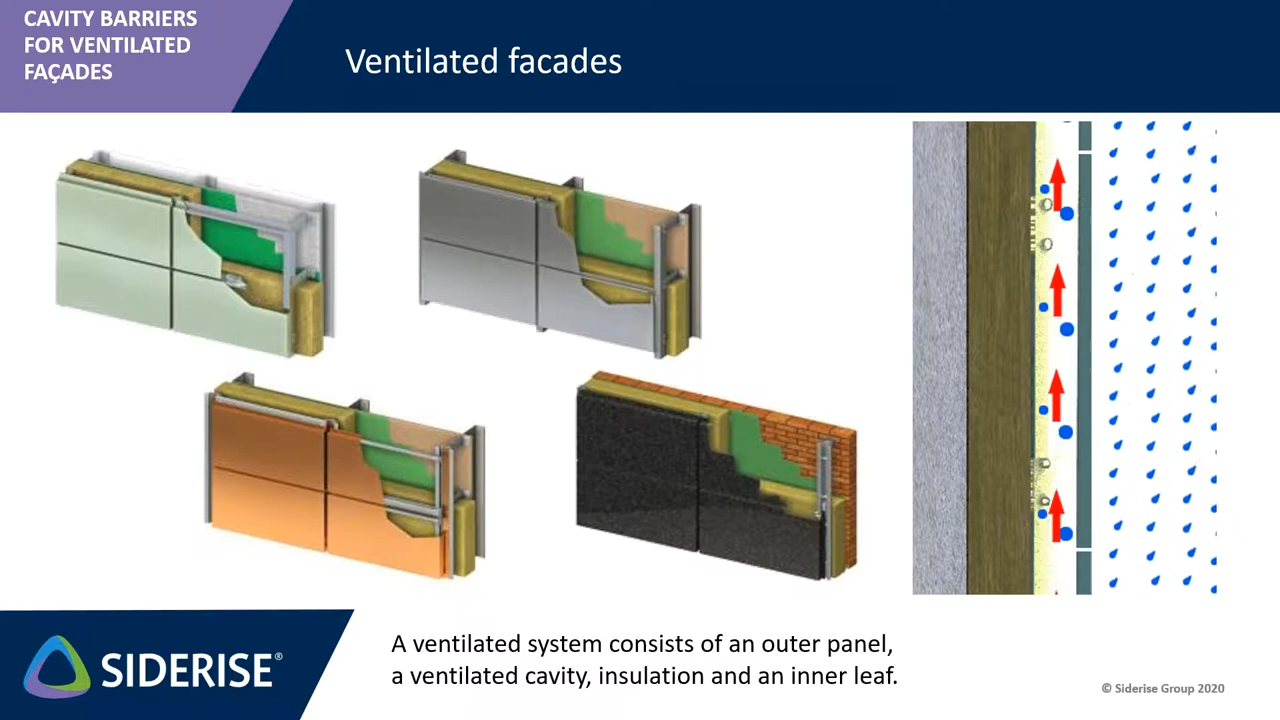 CAVITY BARRIERS
FOR VENTILATED
FAÇADES
Ventilated facades
SIDERISE®
A ventilated system consists of an outer panel,
a ventilated cavity, insulation and an inner leaf.
© Siderise Group 2020